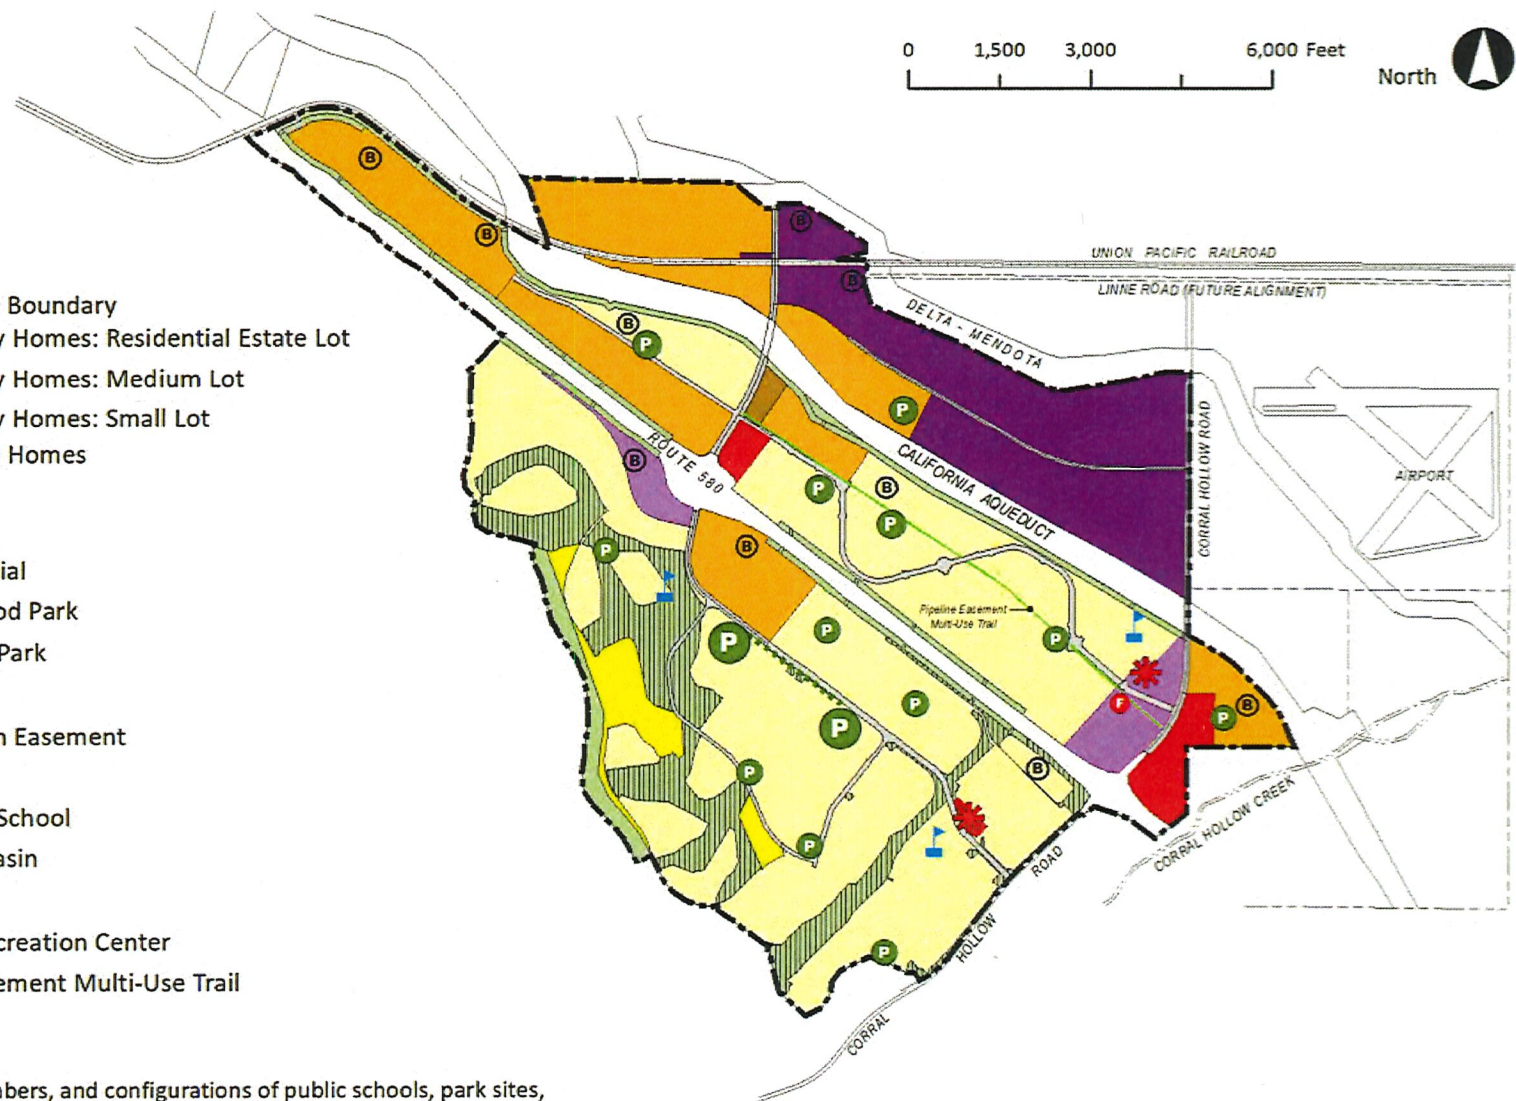 0 1,500 3,000 6,000 Feet
North
UNION PACIFIC RAILROAD
LINNE ROAD (FUTURE ALIGNMENT)
DELTA - MENDOTA
Boundary
y Homes: Residential Estate Lot
y Homes: Medium Lot
y Homes: Small Lot
Homes
ial
od Park
Park
n Easement
School
asin
creation Center
ement Multi-Use Trail
nbers, and configurations of public schools, park sites,
B
B
B
B
B
P
P
ROUTE 580
CALIFORNIA AQUEDUCT
CORRAL HOLLOW ROAD
AIRPORT
B
P
B
P
B
P
Pipeline Easement
Multi-Use Trail
P
P
P
P
P
F
P
B
P
B
P
P
P
CORRAL HOLLOW CREEK
CORRAL HOLLOW ROAD